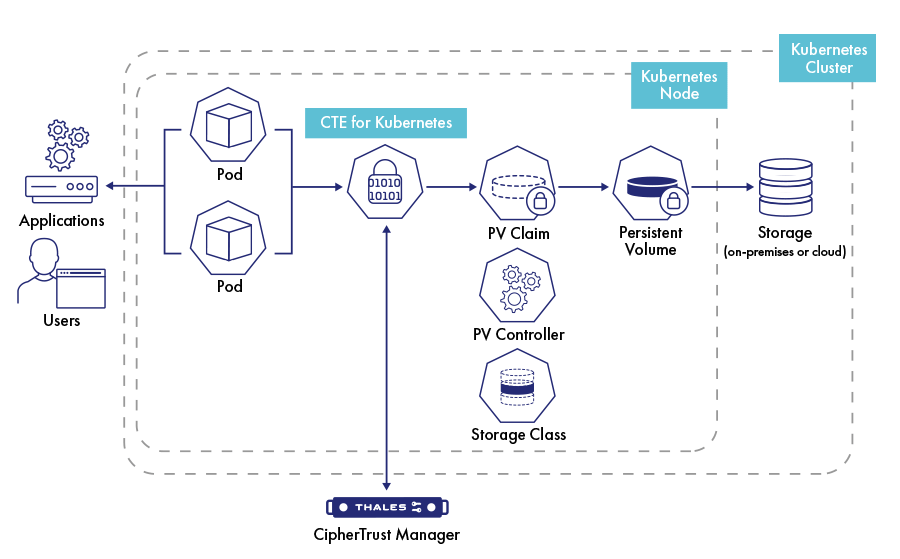 Kubernetes
Cluster
Kubernetes
Node
CTE for Kubernetes
Pod
01010
10101
Applications
PV Claim
Persistent
Volume
Storage
(on-premises or cloud)
Pod
Users
PV Controller
Storage Class
THALES
CipherTrust Manager